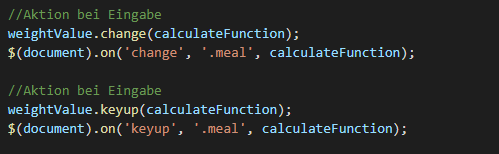 //Aktion bei Eingabe
weightValue.change(calculateFunction);
$(document).on('change', '.meal', calculateFunction);
//Aktion bei Eingabe
weightValue.keyup(calculateFunction);
$(document).on('keyup', '.meal', calculateFunction);